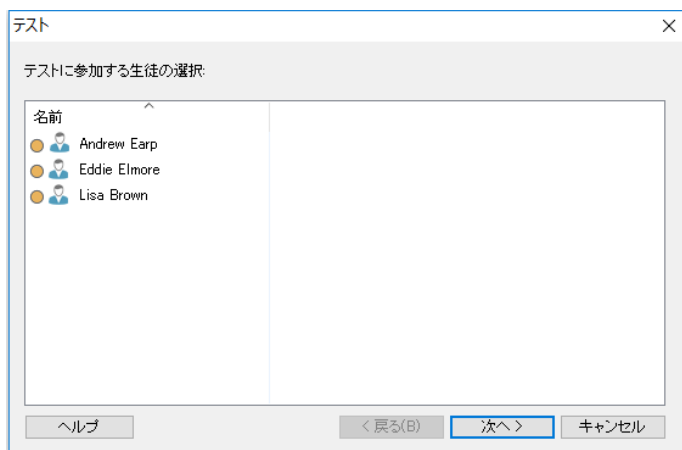 テスト
テストに参加する生徒の選択:
名前
Andrew Earp
Eddie Elmore
Lisa Brown
ヘルプ
< 戻る(B)
次へ >
キャンセル